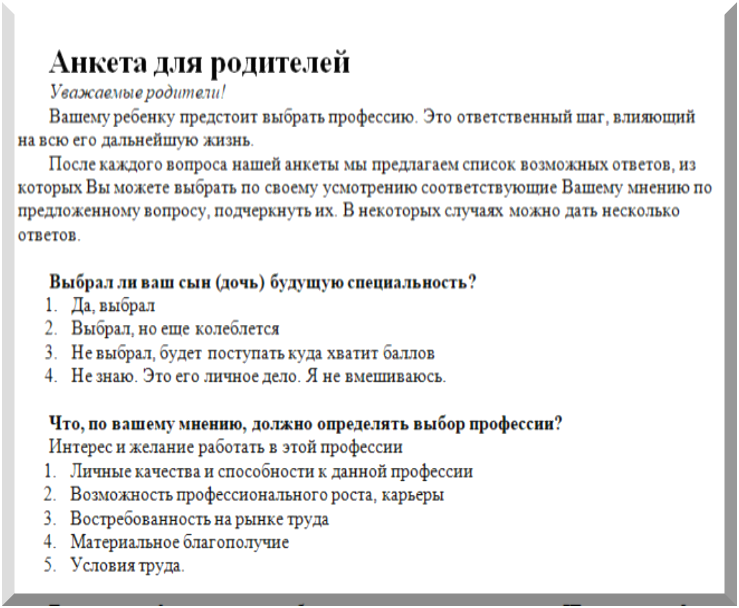 Анкета для родителей
Уважаемые родители!
Вашему ребенку предстоит выбрать профессию. Это ответственный шаг, влияющий
на всю его дальнейшую жизнь.
После каждого вопроса нашей анкеты мы предлагаем список возможных ответов, из
которых Вы можете выбрать по своему усмотрению соответствующие Вашему мнению по
предложенному вопросу, подчеркнуть их. В некоторых случаях можно дать несколько
ответов.
Выбрал ли ваш сын (дочь) будущую специальность?
1. Да, выбрал
2. Выбрал, но еще колеблется
3. Не выбрал, будет поступать куда хватит баллов
4. Не знаю. Это его личное дело. Я не вмешиваюсь.
Что, по вашему мнению, должно определять выбор профессии?
Интерес и желание работать в этой профессии
1. Личные качества и способности к данной профессии
2. Возможность профессионального роста, карьеры
3. Востребованность на рынке труда
4. Материальное благополучие
5. Условия труда.